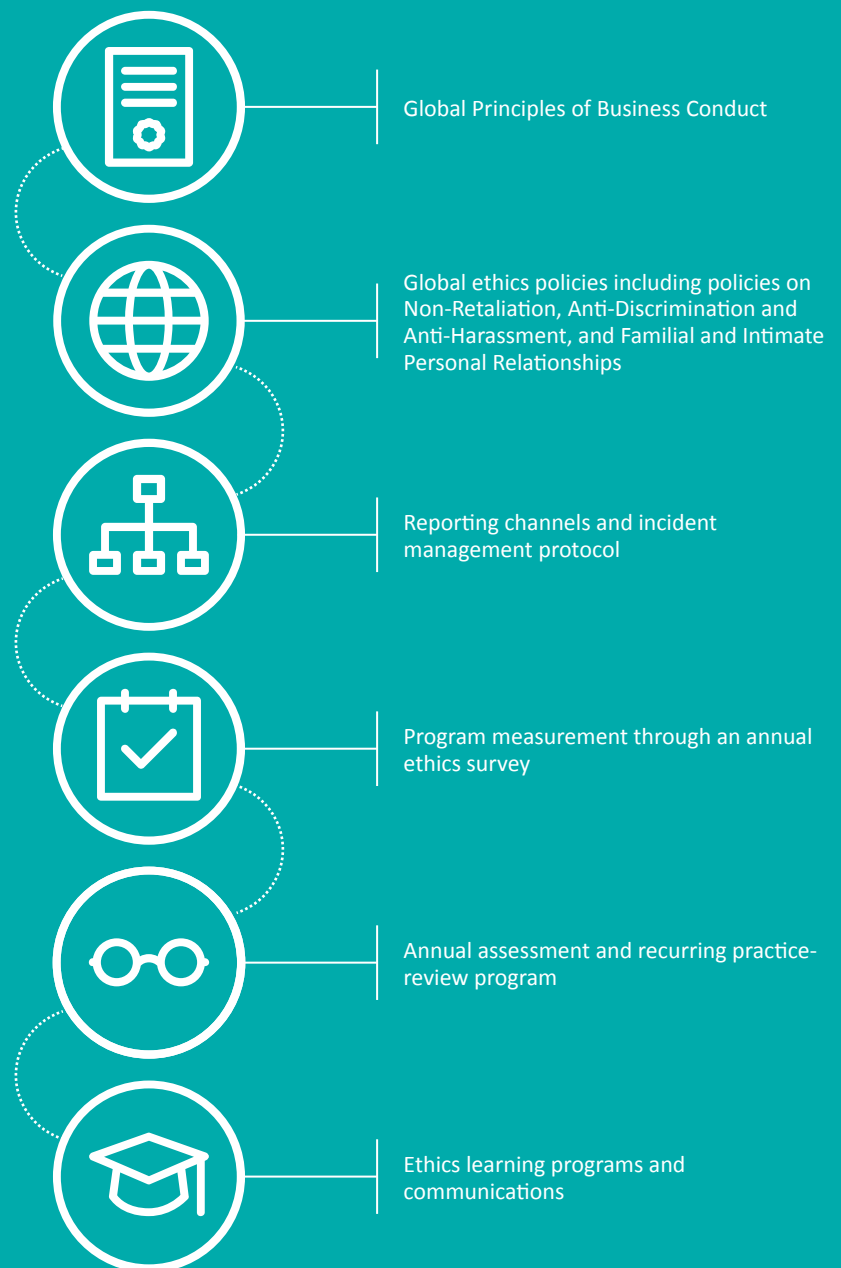 Global Principles of Business Conduct
Global ethics policies including policies on
Non-Retaliation, Anti-Discrimination and
Anti-Harassment, and Familial and Intimate
Personal Relationships
Reporting channels and incident
management protocol
Program measurement through an annual
ethics survey
Annual assessment and recurring practice-
review program
Ethics learning programs and
communications